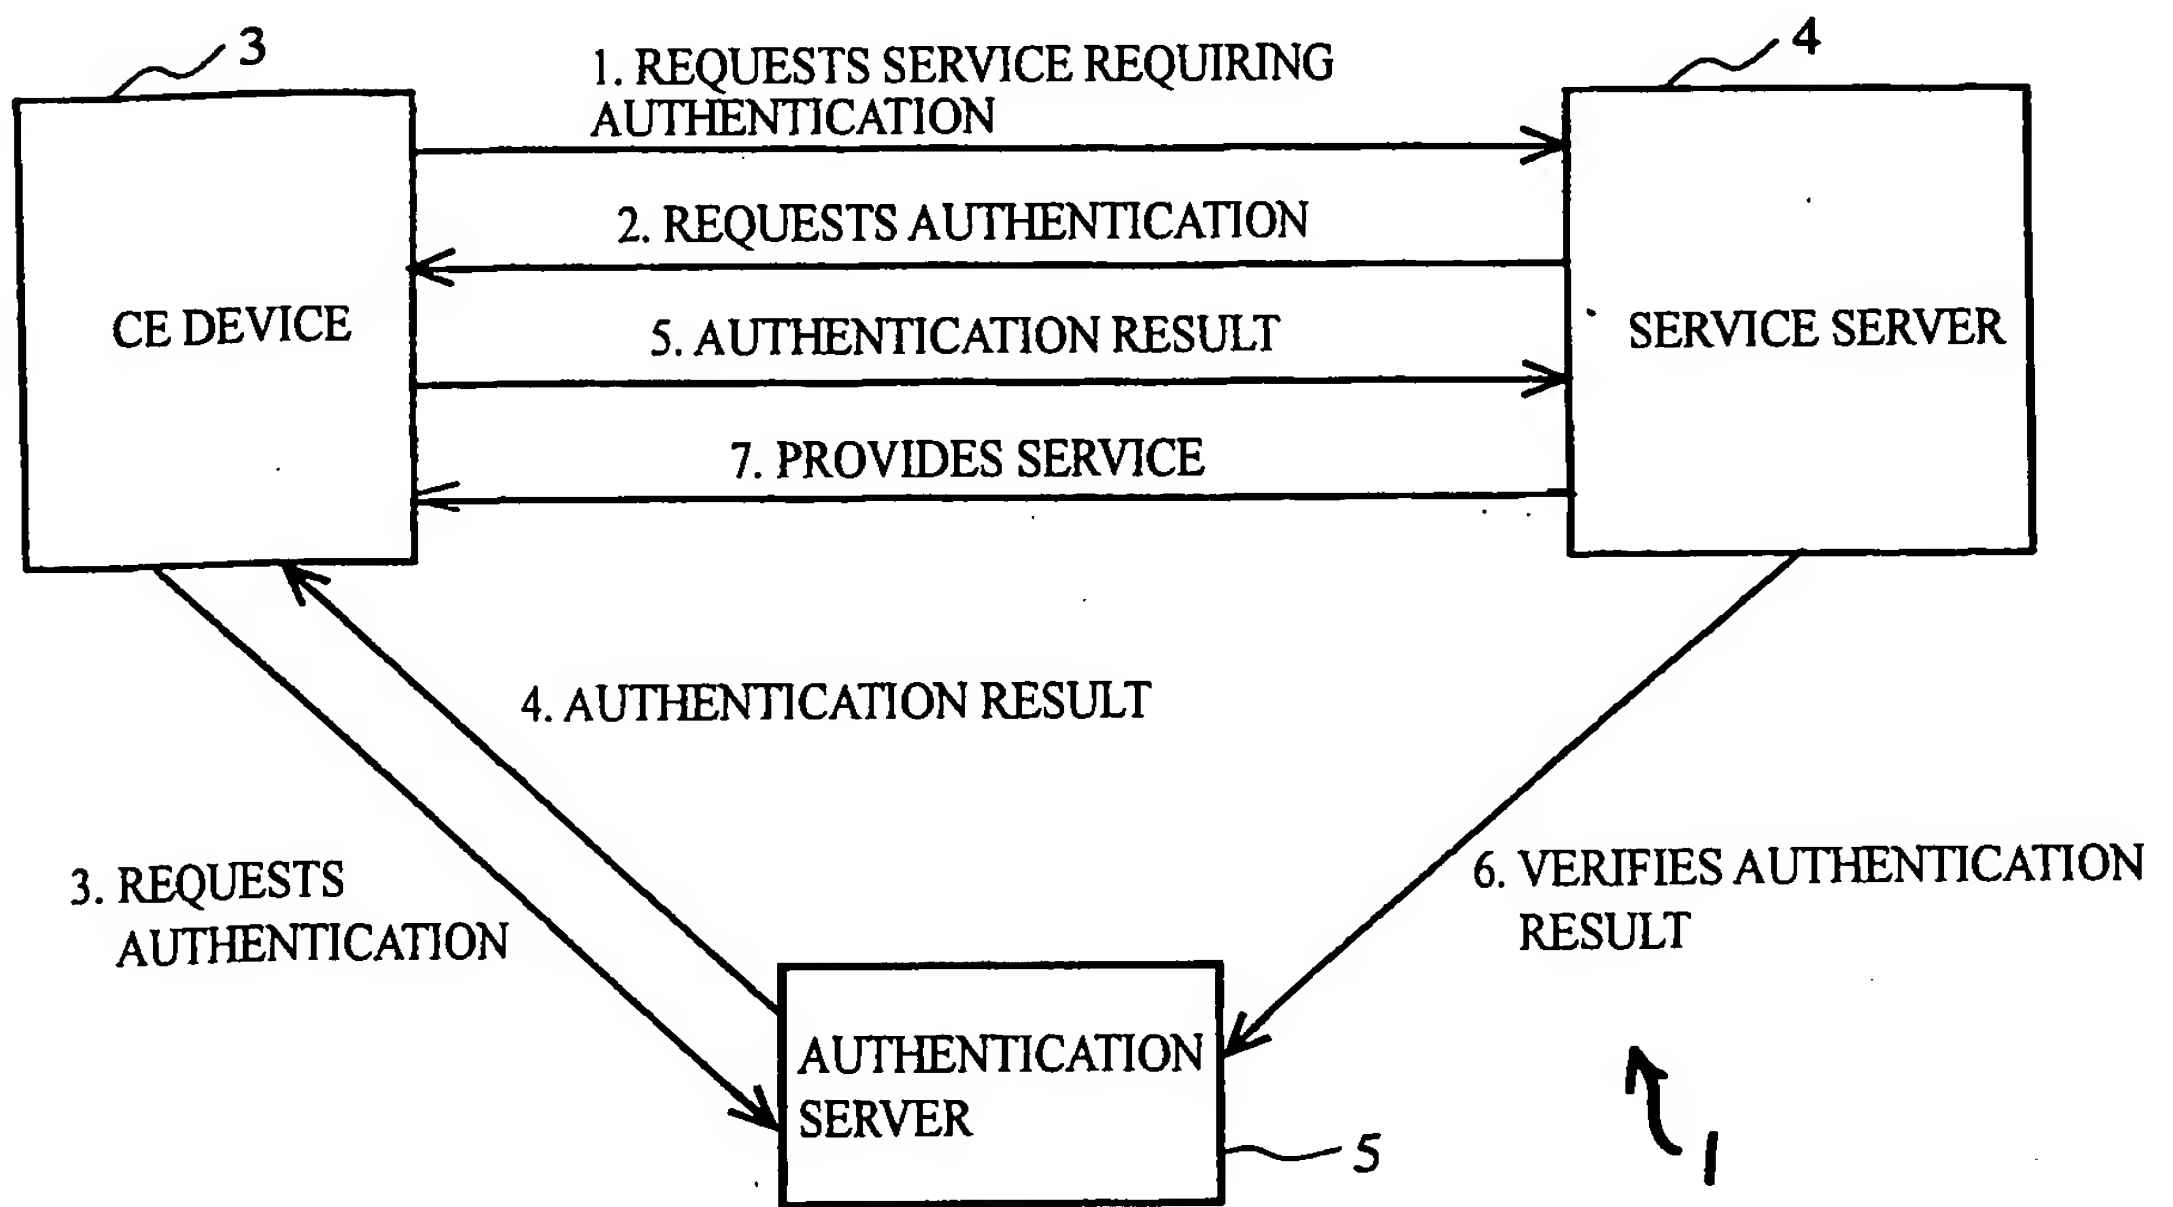 3
4
1. REQUESTS SERVICE REQUIRING
AUTHENTICATION
2. REQUESTS AUTHENTICATION
CE DEVICE
5. AUTHENTICATION RESULT
SERVICE SERVER
7. PROVIDES SERVICE
4. AUTHENTICATION RESULT
3. REQUESTS
AUTHENTICATION
6. VERIFIES AUTHENTICATION
RESULT
AUTHENTICATION
SERVER
5
1